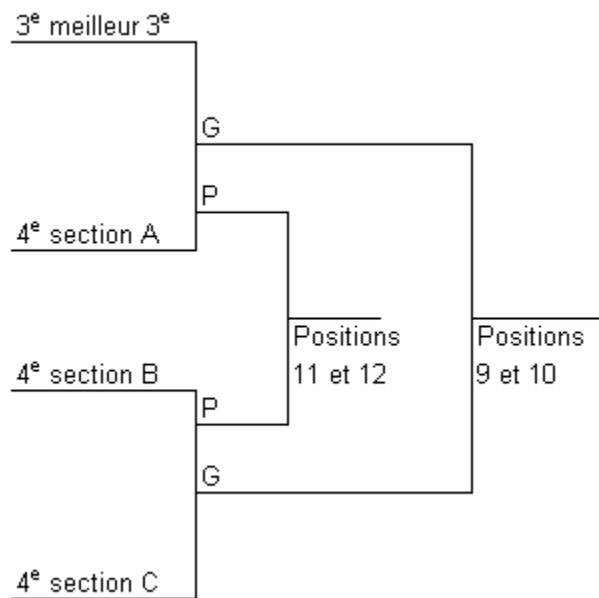 3ᵉ meilleur 3ᵉ
G
P
4ᵉ section A
Positions
11 et 12
Positions
9 et 10
4ᵉ section B
P
G
4ᵉ section C